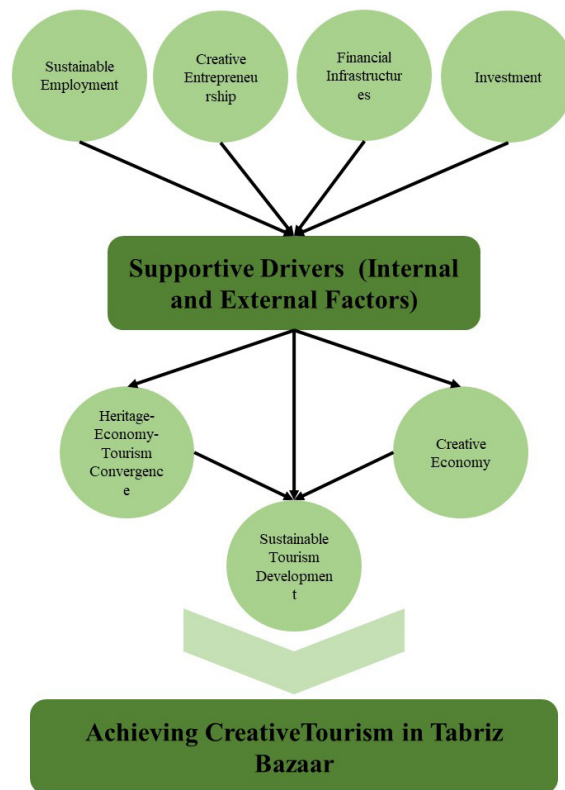 Sustainable
Employment
Creative
Entrepreneu
rship
Financial
Infrastructur
es
Investment
Supportive Drivers (Internal
and External Factors)
Heritage-
Economy-
Tourism
Convergenc
e
Creative
Economy
Sustainable
Tourism
Developmen
t
Achieving CreativeTourism in Tabriz
Bazaar